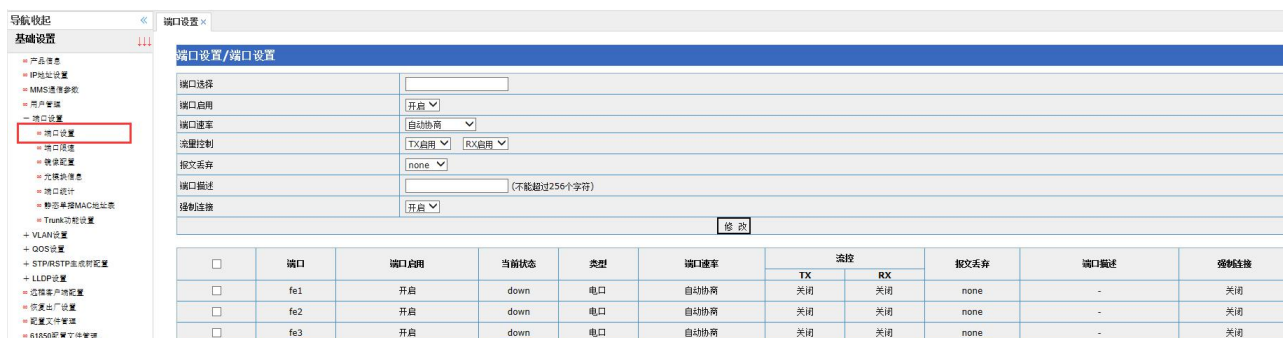 导航收起 « 端口设置 ×
基础设置
产品信息
IP地址设置
MMS通信参数
用户管理
端口设置
端口设置
端口限速
镜像配置
光模块信息
端口统计
静态单播MAC地址表
Trunk功能设置
VLAN设置
QOS设置
STP/RSTP生成树配置
LLDP设置
远程客户端配置
恢复出厂设置
配置文件管理
61850配置文件管理
端口设置/端口设置
端口选择
端口启用 开启
端口速率 自动协商
流量控制 TX启用 RX启用
报文丢弃 none
端口描述 (不能超过256个字符)
强制连接 开启
修 改
端口 端口启用 当前状态 类型 端口速率 流控 报文丢弃 端口描述 强制连接
TX RX
fe1 开启 down 电口 自动协商 关闭 关闭 none - 关闭
fe2 开启 down 电口 自动协商 关闭 关闭 none - 关闭
fe3 开启 down 电口 自动协商 关闭 关闭 none - 关闭